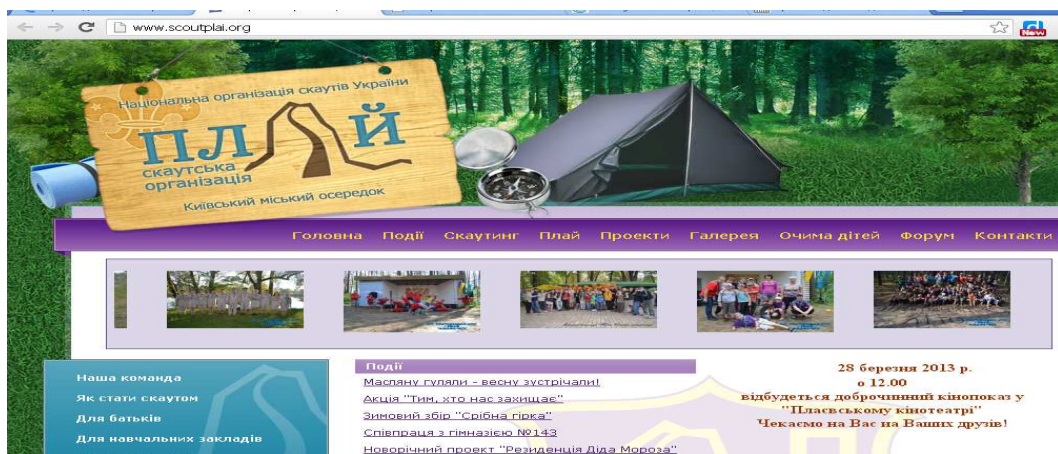 www.scoutplai.org
New
Національна організація скаутів України
ПЛАЙ
скаутська
організація
Київський міський осередок
Головна Події Скаутинг Плай Проекти Галерея Очима дітей Форум Контакти
Наша команда
Як стати скаутом
Для батьків
Для навчальних закладів
Події
Масляну гуляли - весну зустрічали!
Акція "Тим, хто нас захищає"
Зимовий збір "Срібна гірка"
Співпраця з гімназією №143
Новорічний проект "Резиденція Діда Мороза"
28 березня 2013 р.
о 12.00
відбудеться доброчинний кінопоказ у
"Плаєвському кінотеатрі"
Чекаємо на Вас на Ваших друзів!